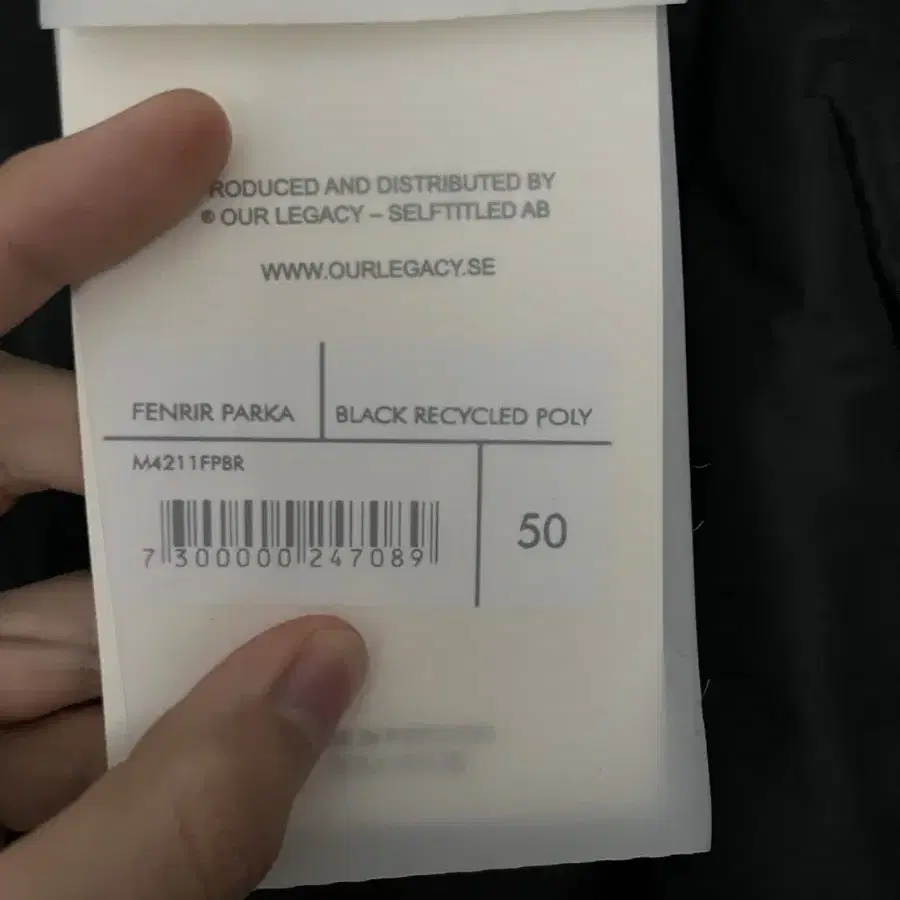 RODUCED AND DISTRIBUTED BY
® OUR LEGACY – SELFTITLED AB
WWW.OURLEGACY.SE
FENRIR PARKA
BLACK RECYCLED POLY
M4211FPBR
7 300000 247089
50